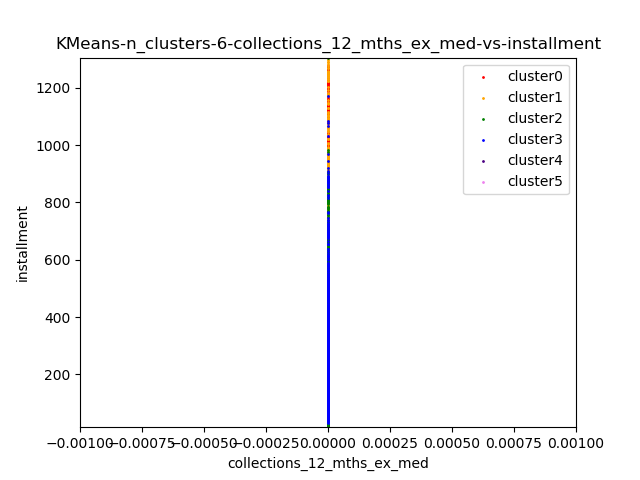 KMeans-n_clusters-6-collections_12_mths_ex_med-vs-installment
1200
1000
800
600
400
200
installment
cluster0
cluster1
cluster2
cluster3
cluster4
cluster5
−0.00100 −0.00075 −0.00050 −0.00025 0.00000 0.00025 0.00050 0.00075 0.00100
collections_12_mths_ex_med